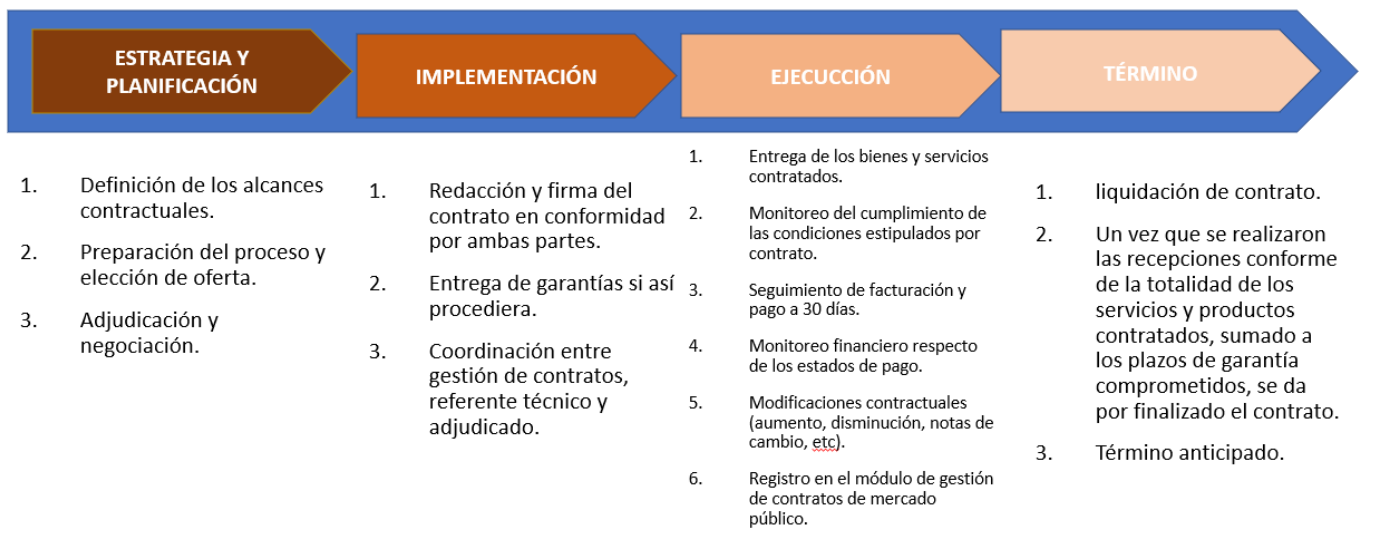 ESTRATEGIA Y
PLANIFICACIÓN
1. Definición de los alcances
contractuales.
2. Preparación del proceso y
elección de oferta.
3. Adjudicación y
negociación.
IMPLEMENTACIÓN
1. Redacción y firma del
contrato en conformidad
por ambas partes.
2. Entrega de garantías si así
procediera.
3. Coordinación entre
gestión de contratos,
referente técnico y
adjudicado.
EJECUCCIÓN
1. Entrega de los bienes y servicios
contratados.
2. Monitoreo del cumplimiento de
las condiciones estipulados por
contrato.
3. Seguimiento de facturación y
pago a 30 días.
4. Monitoreo financiero respecto
de los estados de pago.
5. Modificaciones contractuales
(aumento, disminución, notas de
cambio, etc).
6. Registro en el módulo de gestión
de contratos de mercado
público.
TÉRMINO
1. liquidación de contrato.
2. Un vez que se realizaron
las recepciones conforme
de la totalidad de los
servicios y productos
contratados, sumado a
los plazos de garantía
comprometidos, se da
por finalizado el contrato.
3. Término anticipado.